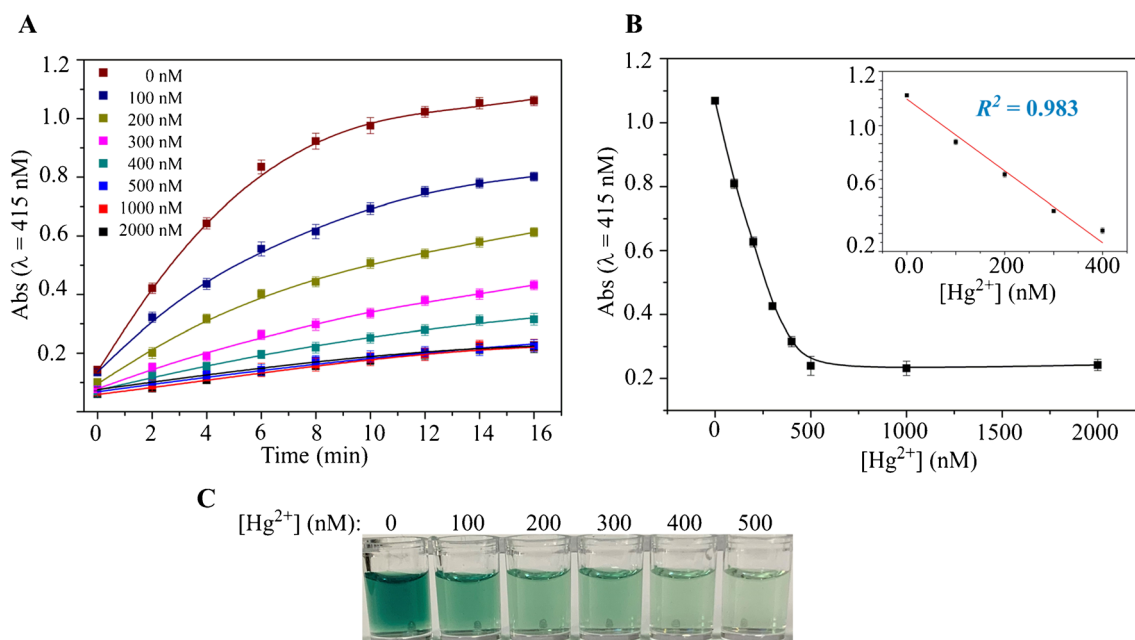 A
Abs (λ = 415 nM)
1.2
1.0
0.8
0.6
0.4
0.2
0 nM
100 nM
200 nM
300 nM
400 nM
500 nM
1000 nM
2000 nM
0 2 4 6 8 10 12 14 16
Time (min)
B
Abs (λ = 415 nM)
1.2
1.0
0.8
0.6
0.4
0.2
0 500 1000 1500 2000
[Hg²⁺] (nM)
R² = 0.983
1.2
1.0
0.6
0.2
0.0 200 400
[Hg²⁺] (nM)
C
[Hg²⁺] (nM): 0 100 200 300 400 500